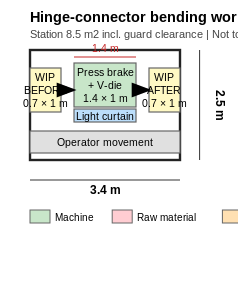 Hinge-connector bending wor
Station 8.5 m2 incl. guard clearance | Not to
1.4 m
WIP
BEFORE
0.7 × 1 m
Press brake
+ V-die
1.4 × 1 m
Light curtain
WIP
AFTER
0.7 × 1 m
Operator movement
2.5 m
3.4 m
Machine
Raw material